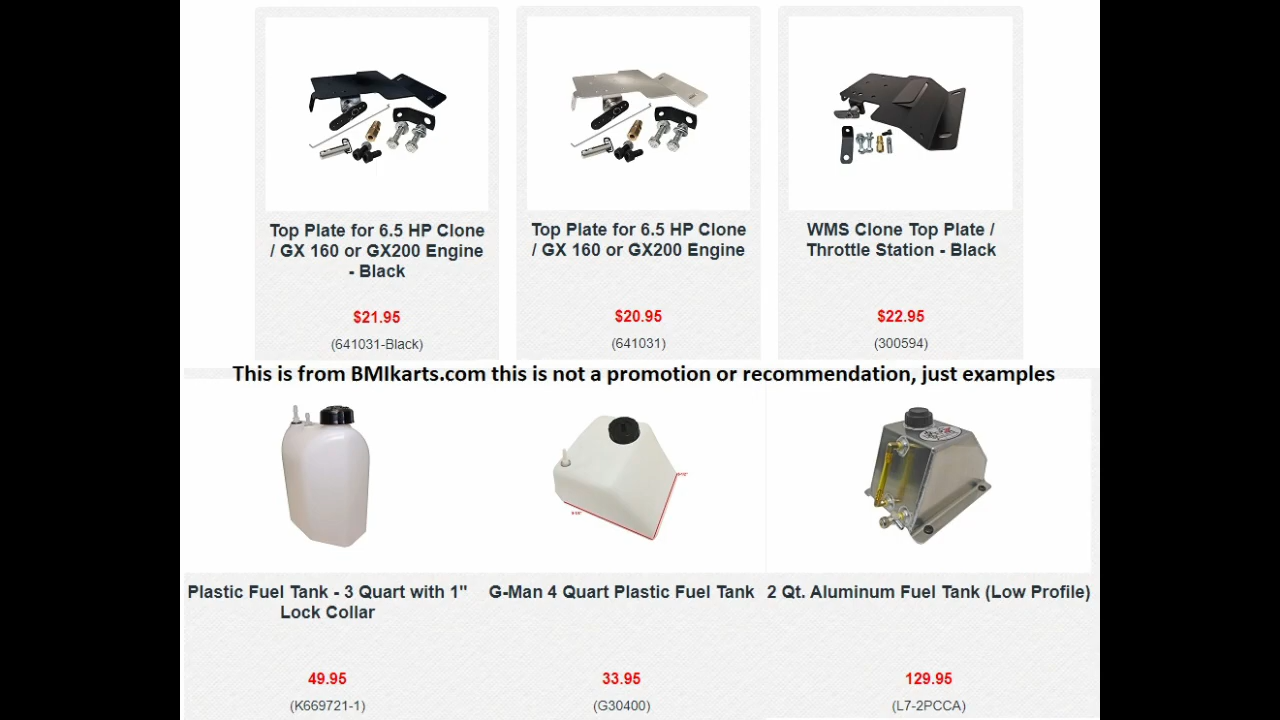 Top Plate for 6.5 HP Clone
/ GX 160 or GX200 Engine
- Black
$21.95
(641031-Black)
Top Plate for 6.5 HP Clone
/ GX 160 or GX200 Engine
$20.95
(641031)
WMS Clone Top Plate /
Throttle Station - Black
$22.95
(300594)
This is from BMIkarts.com this is not a promotion or recommendation, just examples
Plastic Fuel Tank - 3 Quart with 1"
Lock Collar
49.95
(K669721-1)
G-Man 4 Quart Plastic Fuel Tank
33.95
(G30400)
2 Qt. Aluminum Fuel Tank (Low Profile)
129.95
(L7-2PCCA)